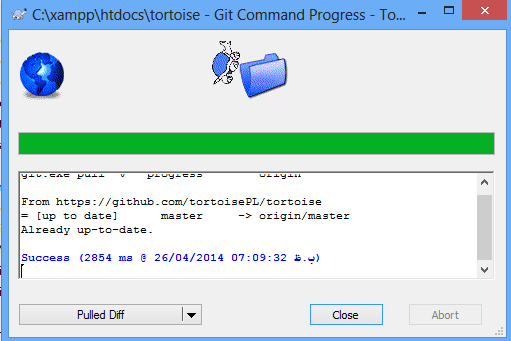 C:\xampp\htdocs\tortoise - Git Command Progress - To...
git.exe pull -v --progress "origin"
From https://github.com/tortoisePL/tortoise
= [up to date] master -> origin/master
Already up-to-date.
Success (2854 ms @ 26/04/2014 07:09:32 ب.ظ)
Pulled Diff
Close
Abort